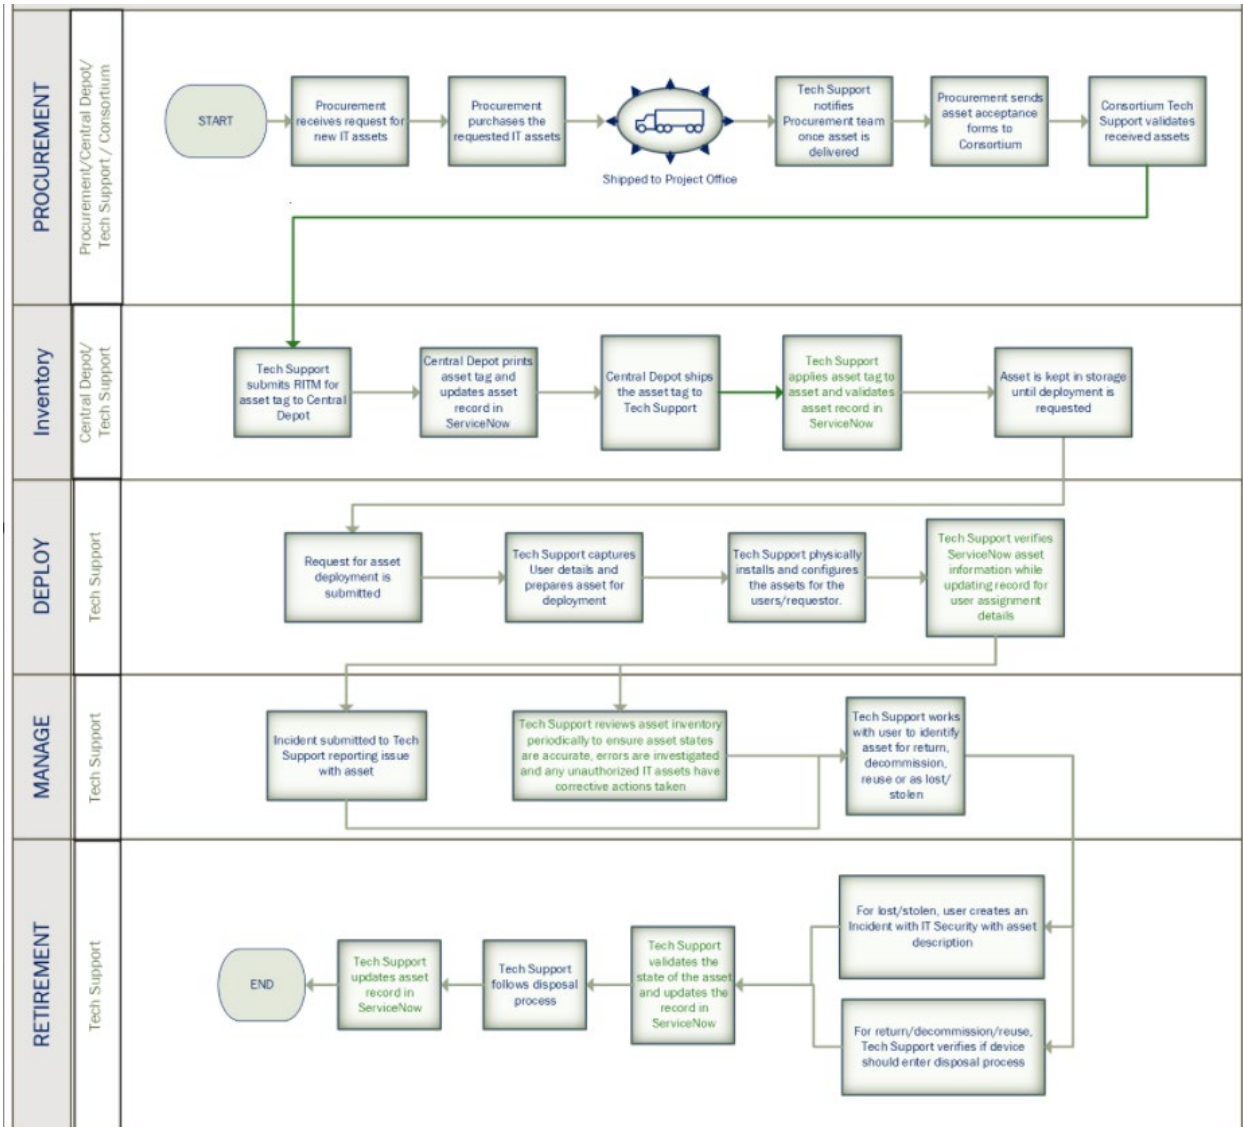 PROCUREMENT
Procurement/Central Depot/
Tech Support / Consortium
START
Procurement
receives request for
new IT assets
Procurement
purchases the
requested IT assets
Shipped to Project Office
Tech Support
notifies
Procurement team
once asset is
delivered
Procurement sends
asset acceptance
forms to
Consortium
Consortium Tech
Support validates
received assets
Inventory
Central Depot/
Tech Support
Tech Support
submits RITM for
asset tag to Central
Depot
Central Depot prints
asset tag and
updates asset
record in
ServiceNow
Central Depot ships
the asset tag to
Tech Support
Tech Support
applies asset tag to
asset and validates
asset record in
ServiceNow
Asset is kept in storage
until deployment is
requested
DEPLOY
Tech Support
Request for asset
deployment is
submitted
Tech Support captures
User details and
prepares asset for
deployment
Tech Support physically
installs and configures
the assets for the
users/requestor.
Tech Support verifies
ServiceNow asset
information while
updating record for
user assignment
details
MANAGE
Tech Support
Incident submitted to Tech
Support reporting issue
with asset
Tech Support reviews asset inventory
periodically to ensure asset states
are accurate, errors are investigated
and any unauthorized IT assets have
corrective actions taken
Tech Support works
with user to identify
asset for return,
decommission,
reuse or as lost/
stolen
RETIREMENT
Tech Support
For lost/stolen, user creates an
Incident with IT Security with asset
description
For return/decommission/reuse,
Tech Support verifies if device
should enter disposal process
Tech Support
validates the
state of the asset
and updates the
record in
ServiceNow
Tech Support
follows disposal
process
Tech Support
updates asset
record in
ServiceNow
END